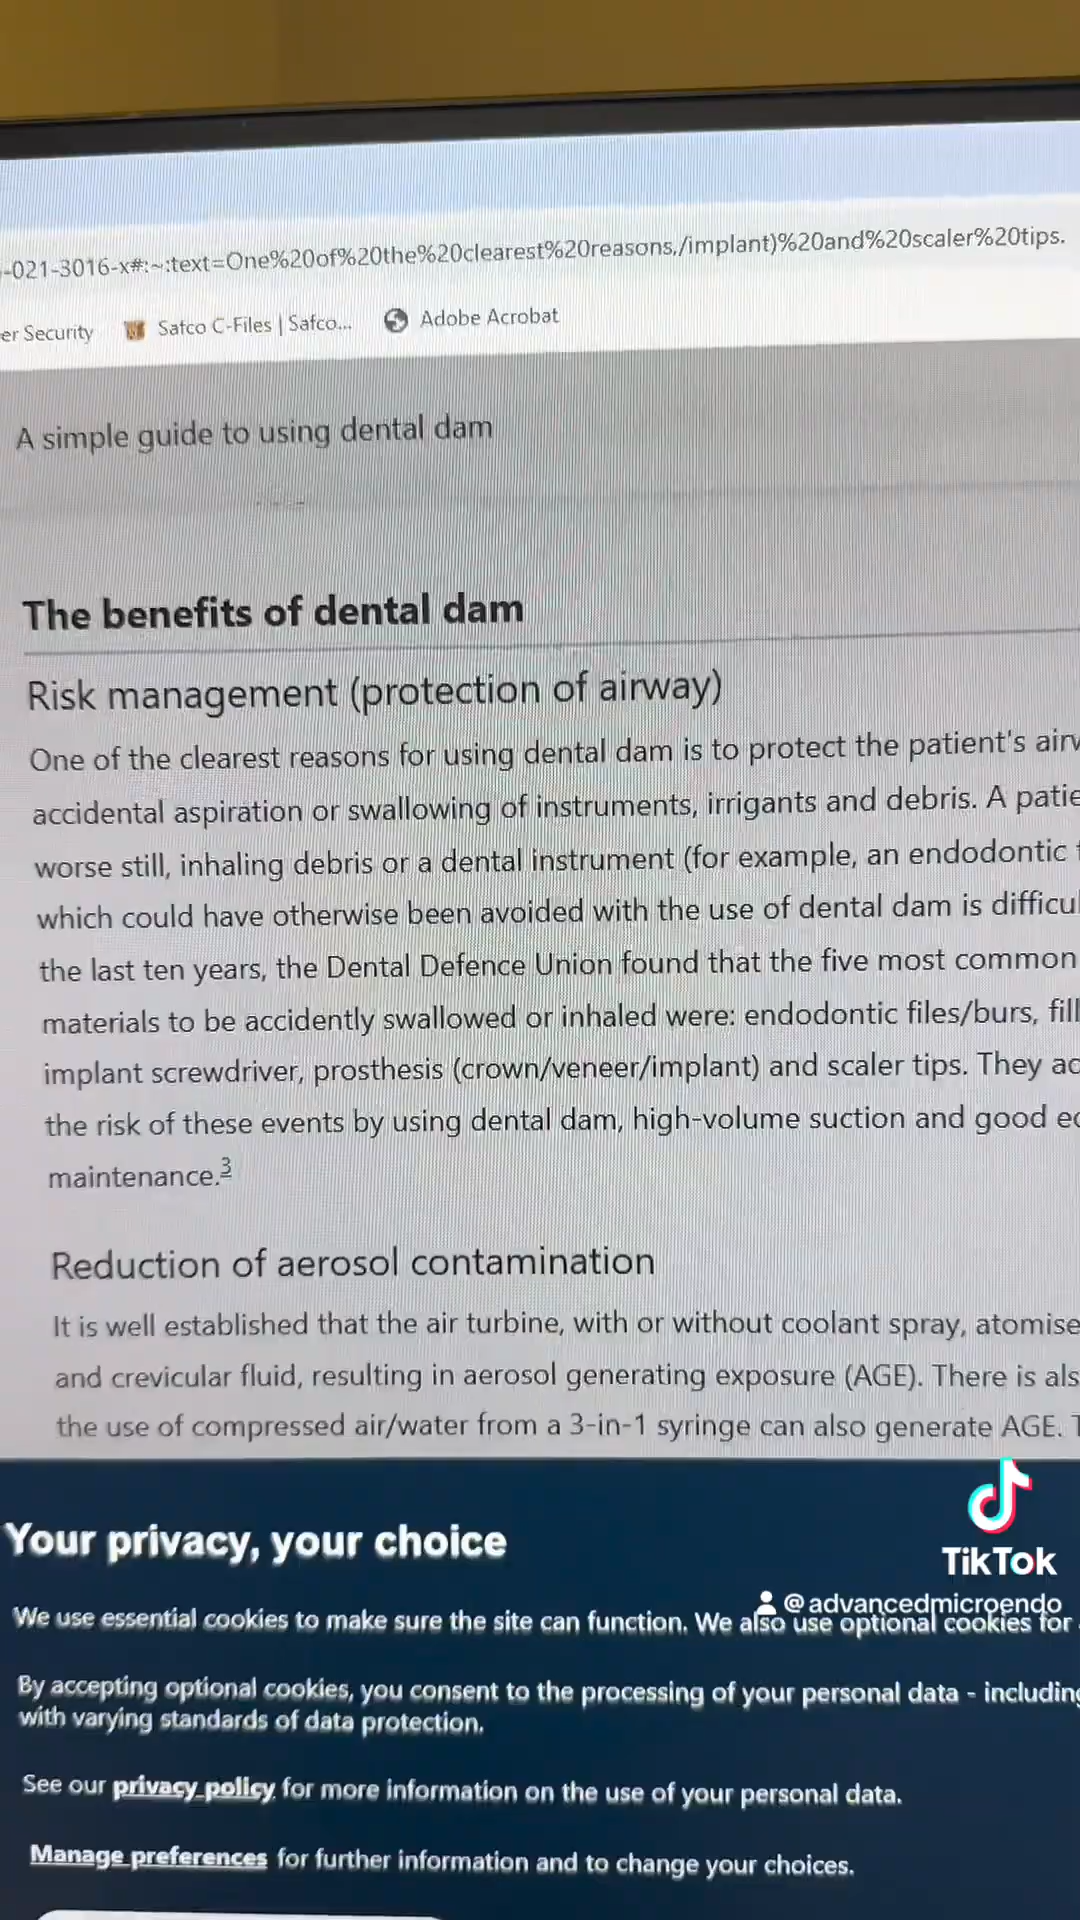 -021-3016-x#:~:text=One%20of%20the%20clearest%20reasons,/implant)%20and%20scaler%20tips.
er Security Safco C-Files | Safco... Adobe Acrobat
A simple guide to using dental dam
The benefits of dental dam
Risk management (protection of airway)
One of the clearest reasons for using dental dam is to protect the patient's
accidental aspiration or swallowing of instruments, irrigants and debris. A
worse still, inhaling debris or a dental instrument (for example, an endodontic
which could have otherwise been avoided with the use of dental dam is
the last ten years, the Dental Defence Union found that the five most common
materials to be accidently swallowed or inhaled were: endodontic files/burs,
implant screwdriver, prosthesis (crown/veneer/implant) and scaler tips. They
the risk of these events by using dental dam, high-volume suction and good
maintenance.3
Reduction of aerosol contamination
It is well established that the air turbine, with or without coolant spray, atomise
and crevicular fluid, resulting in aerosol generating exposure (AGE). There is
the use of compressed air/water from a 3-in-1 syringe can also generate AGE.
Your privacy, your choice
TikTok
@advancedmicroendo
We use essential cookies to make sure the site can function. We also use optional cookies for
By accepting optional cookies, you consent to the processing of your personal data - including
with varying standards of data protection.
See our privacy policy for more information on the use of your personal data.
Manage preferences for further information and to change your choices.